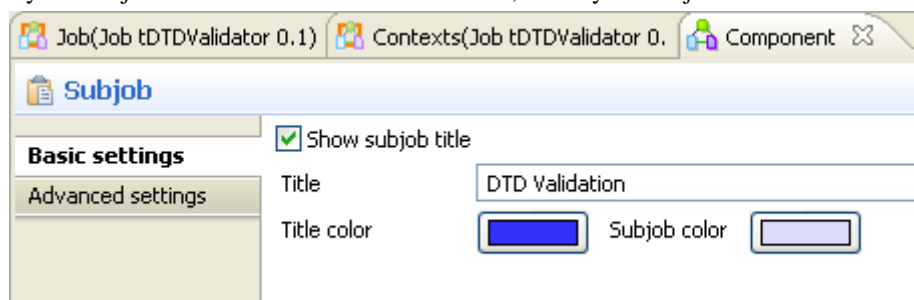 Job(Job tDTDValidator 0.1) Contexts(Job tDTDValidator 0. Component
Subjob
Basic settings
Advanced settings
Show subjob title
Title DTD Validation
Title color Subjob color